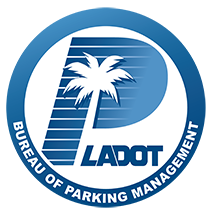 P
LADOT
BUREAU OF PARKING MANAGEMENT